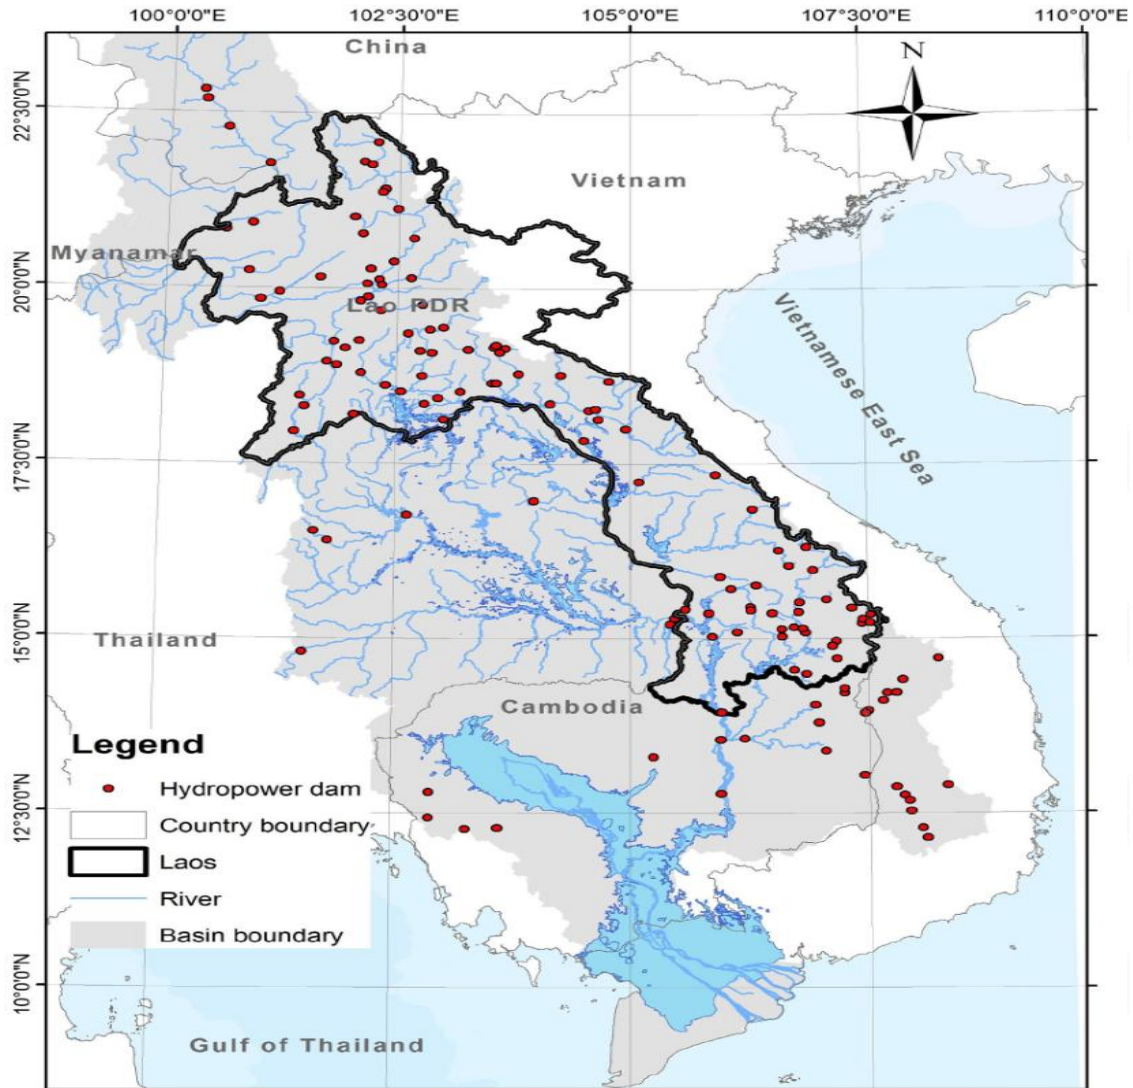 100°0'0"E 102°30'0"E 105°0'0"E 107°30'0"E 110°0'0"E
China
N
22°30'0"N
Vietnam
Myanamar
20°0'0"N
Lao PDR
Vietnamese East Sea
17°30'0"N
15°0'0"N
Thailand
Cambodia
Legend
Hydropower dam
12°30'0"N
Country boundary
Laos
River
Basin boundary
10°0'0"N
Gulf of Thailand